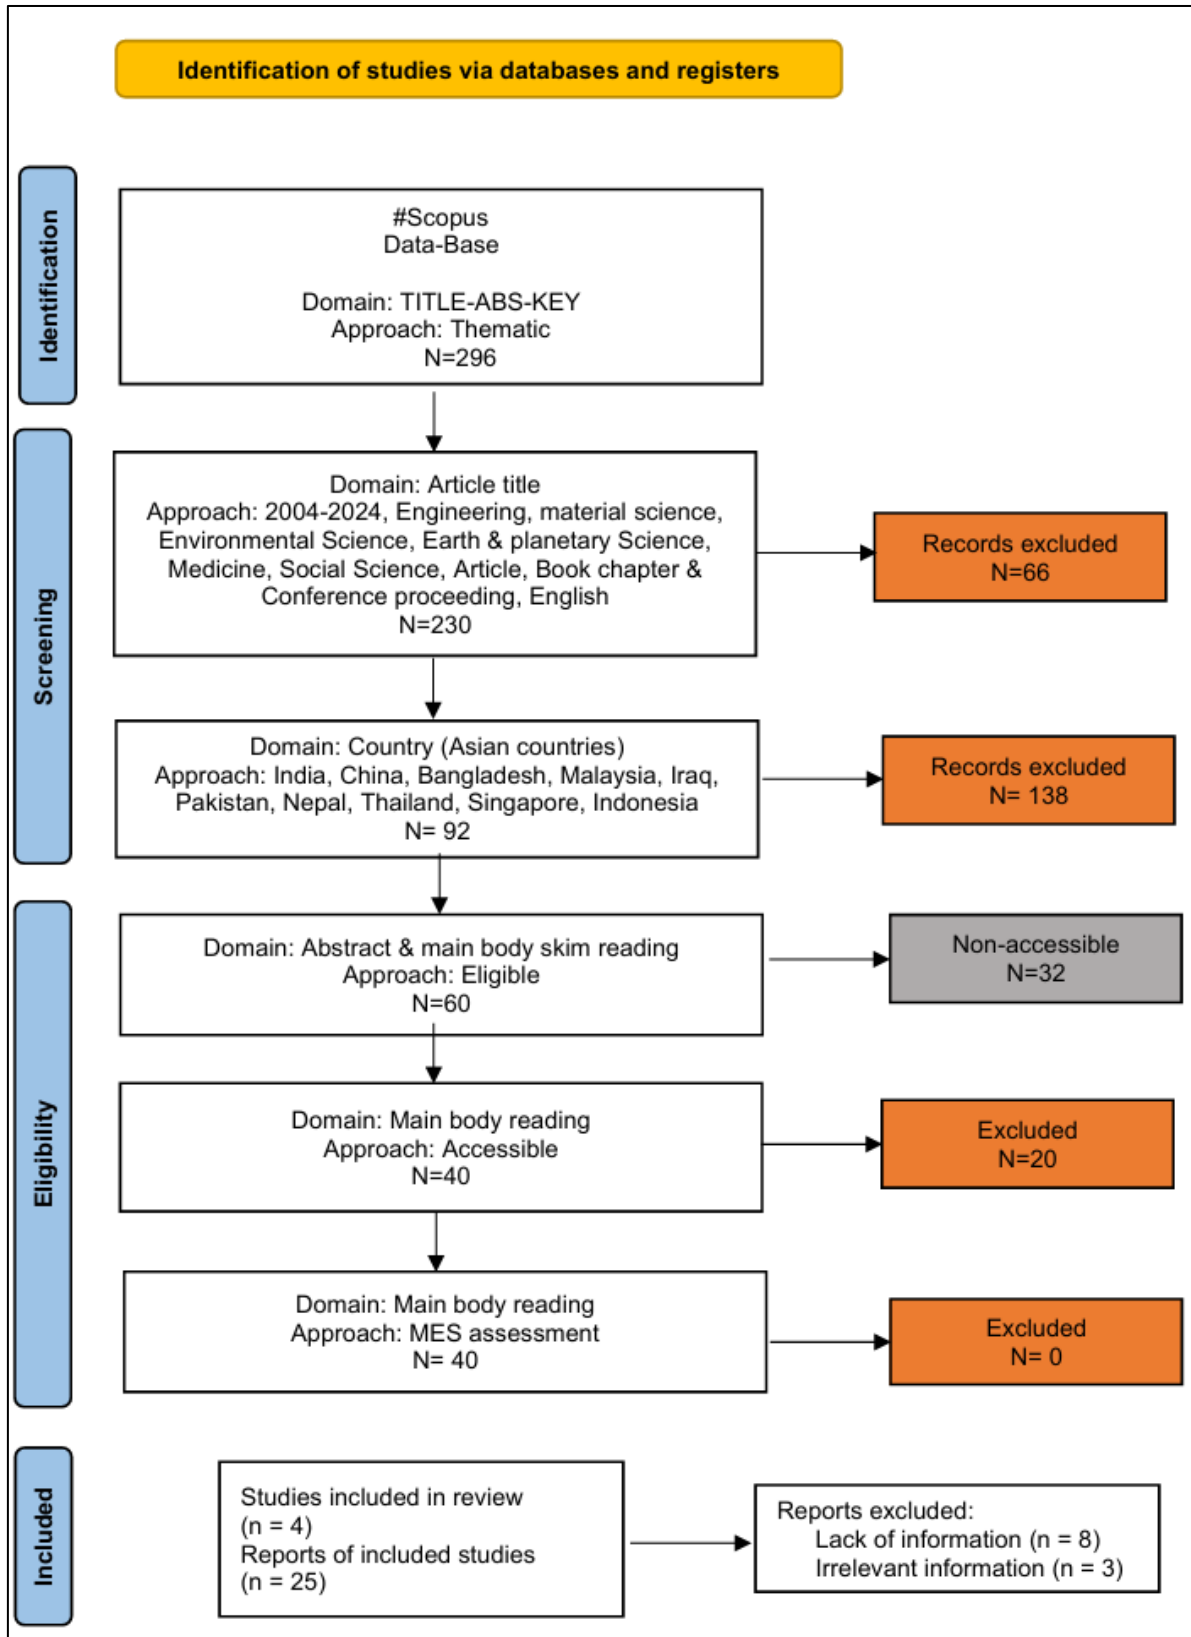 Identification of studies via databases and registers
Identification
#Scopus
Data-Base
Domain: TITLE-ABS-KEY
Approach: Thematic
N=296
Screening
Domain: Article title
Approach: 2004-2024, Engineering, material science,
Environmental Science, Earth & planetary Science,
Medicine, Social Science, Article, Book chapter &
Conference proceeding, English
N=230
Records excluded
N=66
Domain: Country (Asian countries)
Approach: India, China, Bangladesh, Malaysia, Iraq,
Pakistan, Nepal, Thailand, Singapore, Indonesia
N= 92
Records excluded
N= 138
Eligibility
Domain: Abstract & main body skim reading
Approach: Eligible
N=60
Non-accessible
N=32
Domain: Main body reading
Approach: Accessible
N=40
Excluded
N=20
Domain: Main body reading
Approach: MES assessment
N= 40
Excluded
N= 0
Included
Studies included in review
(n = 4)
Reports of included studies
(n = 25)
Reports excluded:
Lack of information (n = 8)
Irrelevant information (n = 3)